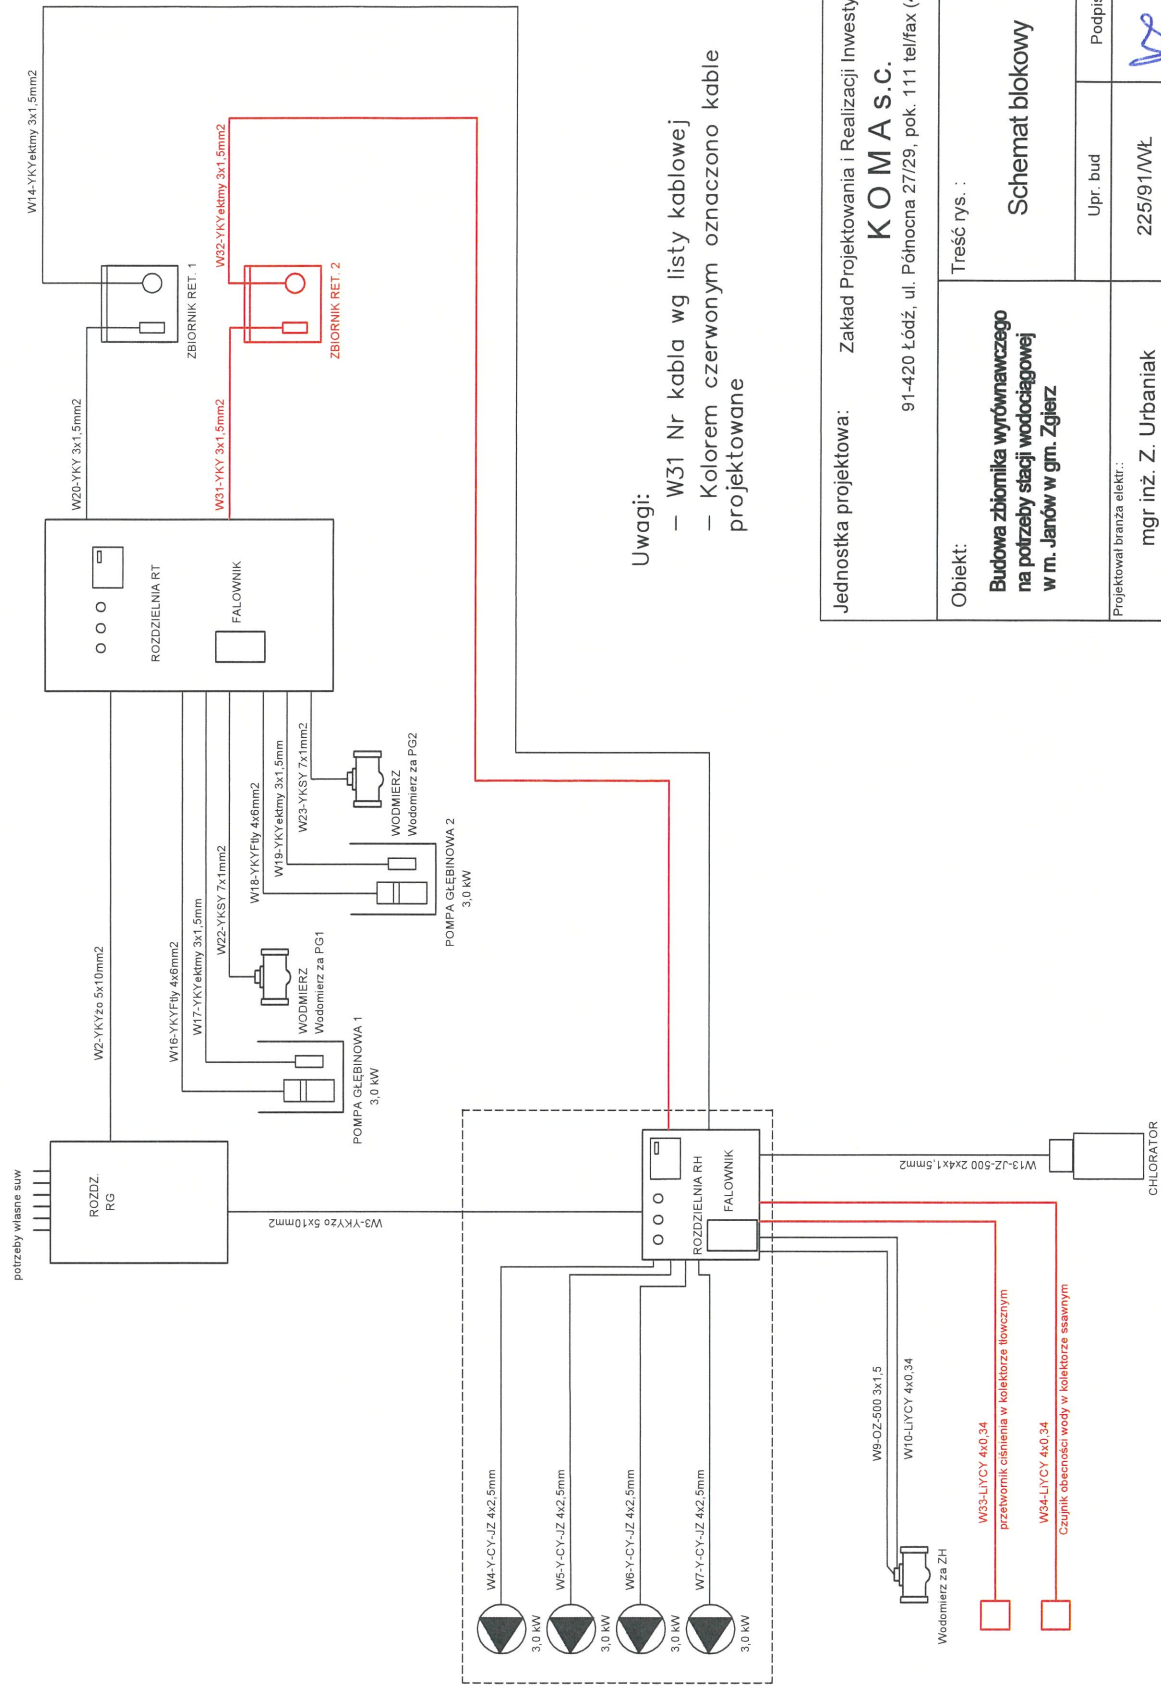 potrzeby własne suw
ROZDZ.
RG
W2-YKYżo 5x10mm2
W3-YKYżo 5x10mm2
ROZDZIELNIA RT
FALOWNIK
W20-YKY 3x1,5mm2
W14-YKYektmy 3x1,5mm2
ZBIORNIK RET. 1
W31-YKY 3x1,5mm2
W32-YKYektmy 3x1,5mm2
ZBIORNIK RET. 2
W16-YKYFtly 4x6mm2
W17-YKYektmy 3x1,5mm
W22-YKSY 7x1mm2
W18-YKYFtly 4x6mm2
W19-YKYektmy 3x1,5mm
W23-YKSY 7x1mm2
WODMIERZ
Wodomierz za PG1
POMPA GŁĘBINOWA 1
3,0 kW
WODMIERZ
Wodomierz za PG2
POMPA GŁĘBINOWA 2
3,0 kW
W4-Y-CY-JZ 4x2,5mm
3,0 kW
W5-Y-CY-JZ 4x2,5mm
3,0 kW
W6-Y-CY-JZ 4x2,5mm
3,0 kW
W7-Y-CY-JZ 4x2,5mm
3,0 kW
ROZDZIELNIA RH
FALOWNIK
W9-OZ-500 3x1,5
W10-LiYCY 4x0,34
Wodomierz za ZH
W33-LiYCY 4x0,34
przetwornik ciśnienia w kolektorze tłowcznym
W34-LiYCY 4x0,34
Czujnik obecności wody w kolektorze ssawnym
W13-JZ-500 2x4x1,5mm2
CHLORATOR
Uwagi:
– W31 Nr kabla wg listy kablowej
– Kolorem czerwonym oznaczono kable
projektowane
Jednostka projektowa:
Zakład Projektowania i Realizacji Inwesty
K O M A s.c.
91-420 Łódź, ul. Północna 27/29, pok. 111 tel/fax (
Obiekt:
Budowa zbiornika wyrównawczego
na potrzeby stacji wodociągowej
w m. Janów w gm. Zgierz
Treść rys. :
Schemat blokowy
Projektował branża elektr.:
mgr inż. Z. Urbaniak
Upr. bud
225/91/WŁ
Podpis